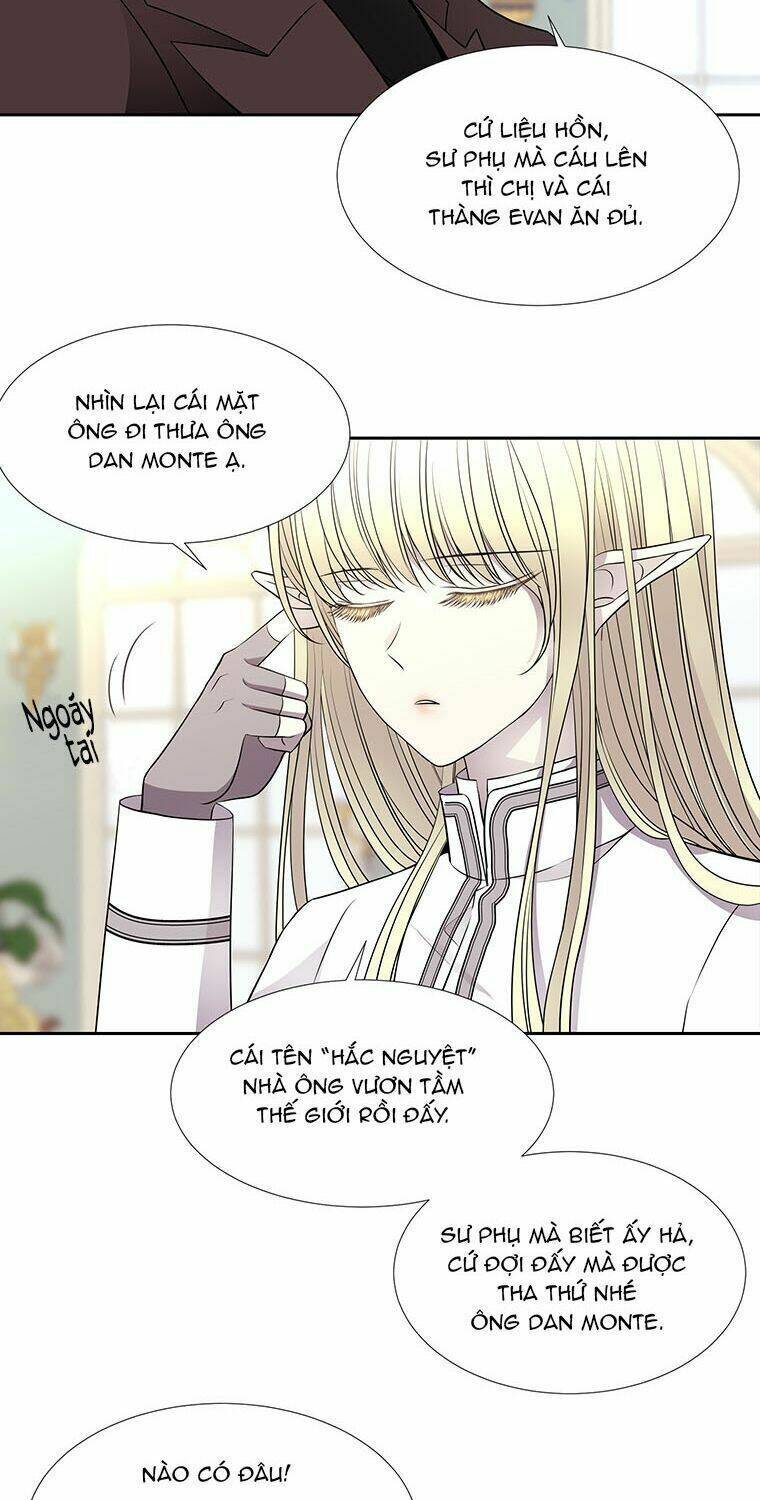 CỨ LIỆU HỒN,
SƯ PHỤ MÀ CÁU LÊN
THÌ CHỊ VÀ CÁI
THÀNG EVAN ĂN ĐỦ.
NHÌN LẠI CÁI MẶT
ÔNG ĐI THƯA ÔNG
DAN MONTE Ạ.
Ngoáy
tai
CÁI TÊN “HẮC NGUYỆT”
NHÀ ÔNG VƯƠN TẦM
THẾ GIỚI RỒI ĐẤY.
SƯ PHỤ MÀ BIẾT ẤY HẢ,
CỨ ĐỢI ĐẤY MÀ ĐƯỢC
THA THỨ NHÉ
ÔNG DAN MONTE.
NÀO CÓ ĐÂU!